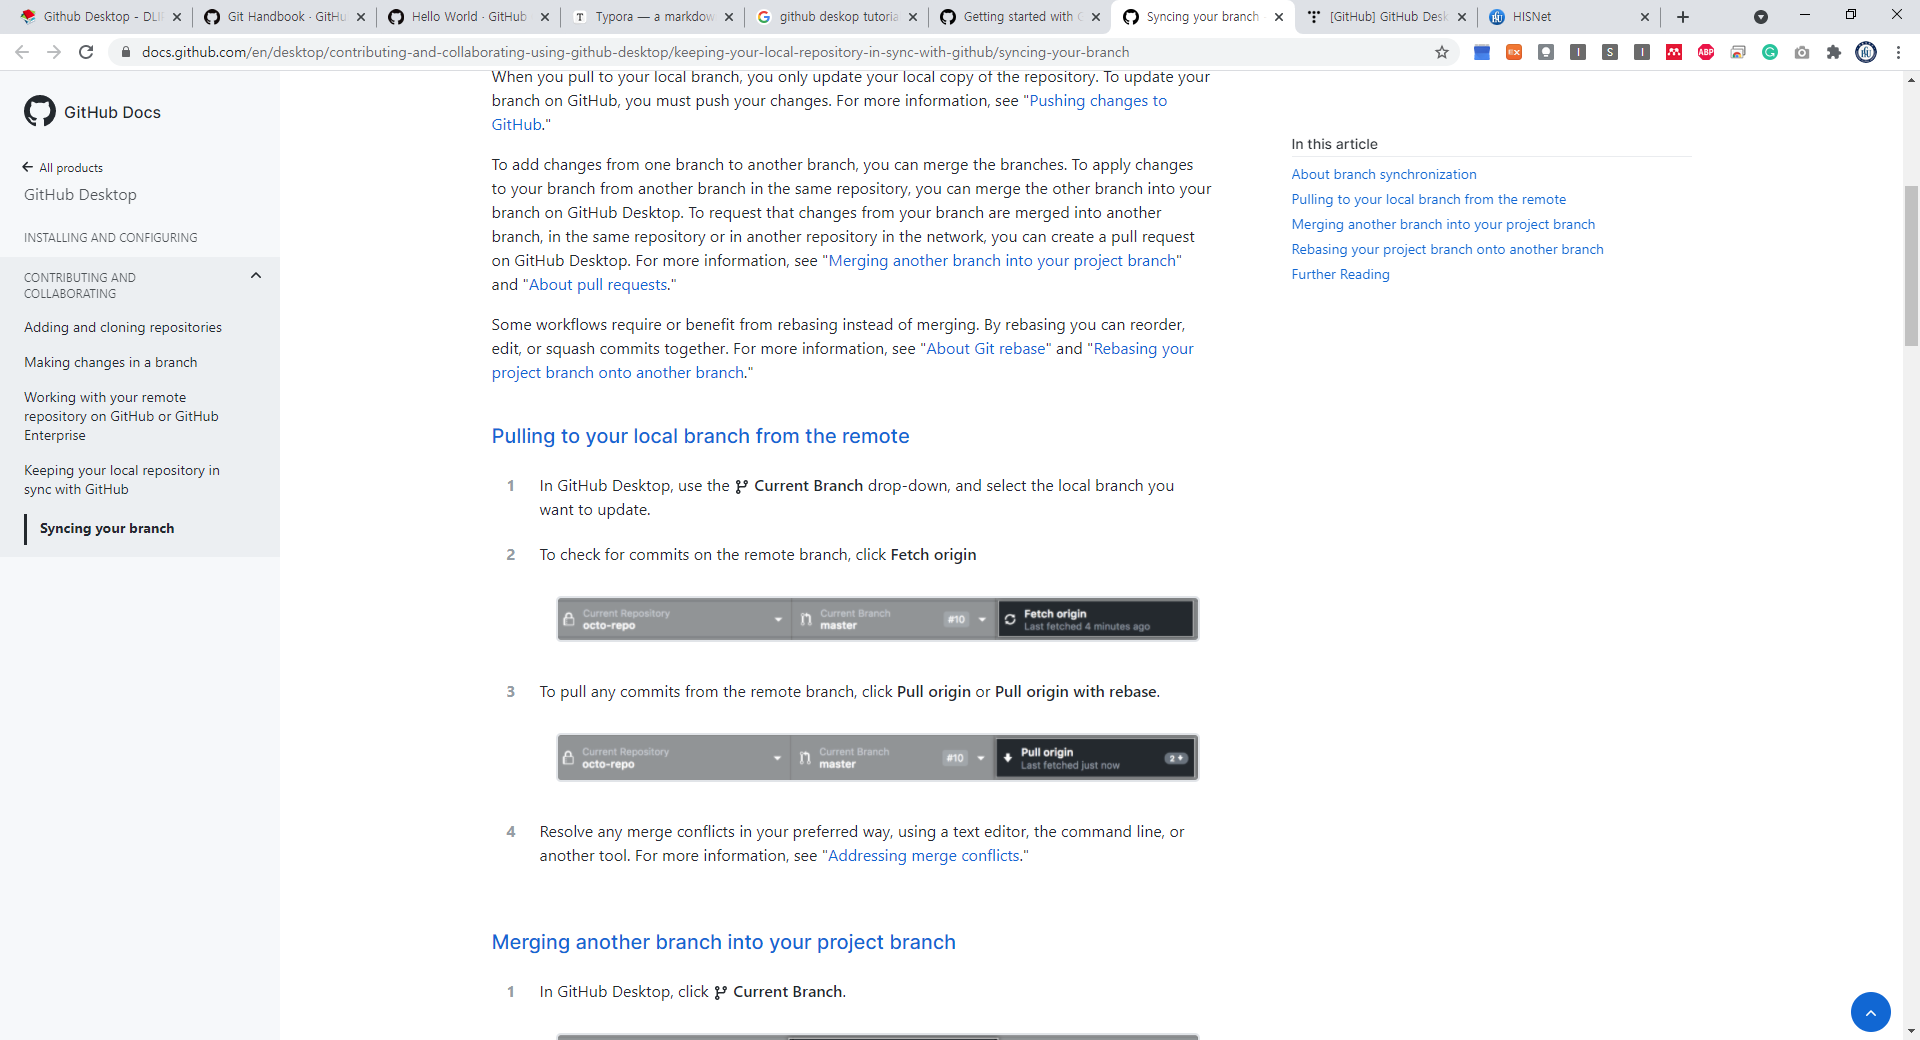 Github Desktop - DLI
Git Handbook · GitHu
Hello World · GitHub
Typora — a markdow
github deskop tutoria
Getting started with G
Syncing your branch
[GitHub] GitHub Desk
HISNet
docs.github.com/en/desktop/contributing-and-collaborating-using-github-desktop/keeping-your-local-repository-in-sync-with-github/syncing-your-branch
GitHub Docs
All products
GitHub Desktop
INSTALLING AND CONFIGURING
CONTRIBUTING AND
COLLABORATING
Adding and cloning repositories
Making changes in a branch
Working with your remote
repository on GitHub or GitHub
Enterprise
Keeping your local repository in
sync with GitHub
Syncing your branch
When you pull to your local branch, you only update your local copy of the repository. To update your
branch on GitHub, you must push your changes. For more information, see "Pushing changes to
GitHub."
To add changes from one branch to another branch, you can merge the branches. To apply changes
to your branch from another branch in the same repository, you can merge the other branch into your
branch on GitHub Desktop. To request that changes from your branch are merged into another
branch, in the same repository or in another repository in the network, you can create a pull request
on GitHub Desktop. For more information, see "Merging another branch into your project branch"
and "About pull requests."
Some workflows require or benefit from rebasing instead of merging. By rebasing you can reorder,
edit, or squash commits together. For more information, see "About Git rebase" and "Rebasing your
project branch onto another branch."
Pulling to your local branch from the remote
1 In GitHub Desktop, use the Current Branch drop-down, and select the local branch you
want to update.
2 To check for commits on the remote branch, click Fetch origin
Current Repository
octo-repo
Current Branch
master
#10
Fetch origin
Last fetched 4 minutes ago
3 To pull any commits from the remote branch, click Pull origin or Pull origin with rebase.
Current Repository
octo-repo
Current Branch
master
#10
Pull origin
Last fetched just now
2
4 Resolve any merge conflicts in your preferred way, using a text editor, the command line, or
another tool. For more information, see "Addressing merge conflicts."
Merging another branch into your project branch
1 In GitHub Desktop, click Current Branch.
In this article
About branch synchronization
Pulling to your local branch from the remote
Merging another branch into your project branch
Rebasing your project branch onto another branch
Further Reading